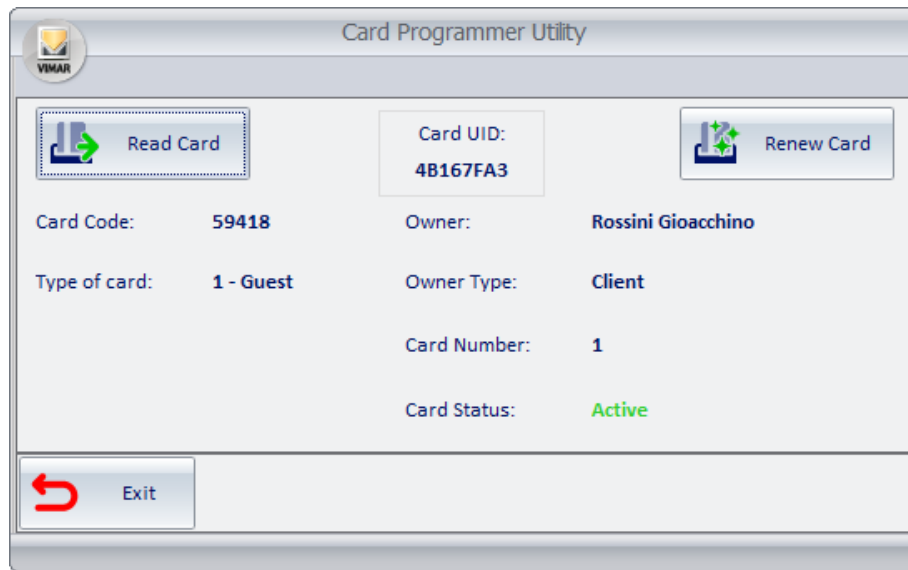 Card Programmer Utility
VIMAR
Read Card
Card UID:
4B167FA3
Renew Card
Card Code: 59418 Owner: Rossini Gioacchino
Type of card: 1 - Guest Owner Type: Client
Card Number: 1
Card Status: Active
Exit